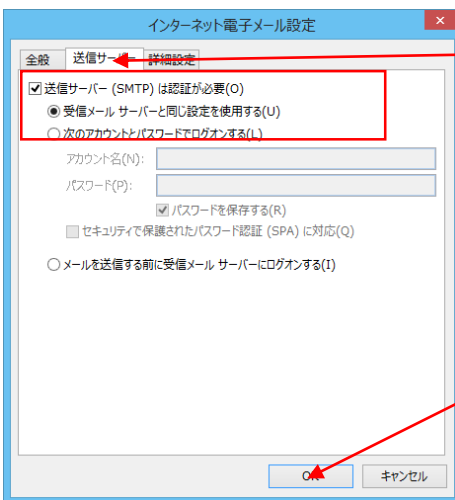 インターネット電子メール設定
全般 送信サーバー 詳細設定
送信サーバー (SMTP) は認証が必要(O)
受信メール サーバーと同じ設定を使用する(U)
次のアカウントとパスワードでログオンする(L)
アカウント名(N):
パスワード(P):
パスワードを保存する(R)
セキュリティで保護されたパスワード認証 (SPA) に対応(Q)
メールを送信する前に受信メール サーバーにログオンする(I)
OK キャンセル